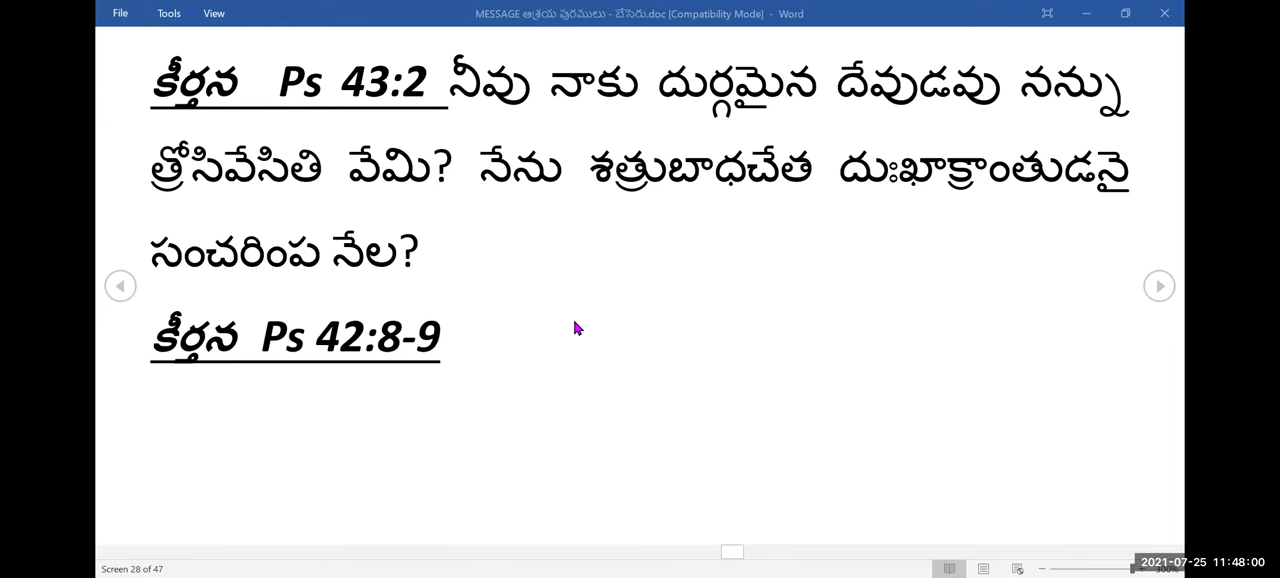 File Tools View MESSAGE ఆశ్రయ పురములు - బేసెరు.doc [Compatibility Mode] - Word
కీర్తన Ps 43:2 నీవు నాకు దుర్గమైన దేవుడవు నన్ను
త్రోసివేసితి వేమి? నేను శత్రుబాధచేత దుఃఖాక్రాంతుడనై
సంచరింప నేల?
కీర్తన Ps 42:8-9
Screen 28 of 47
2021-07-25 11:48:00